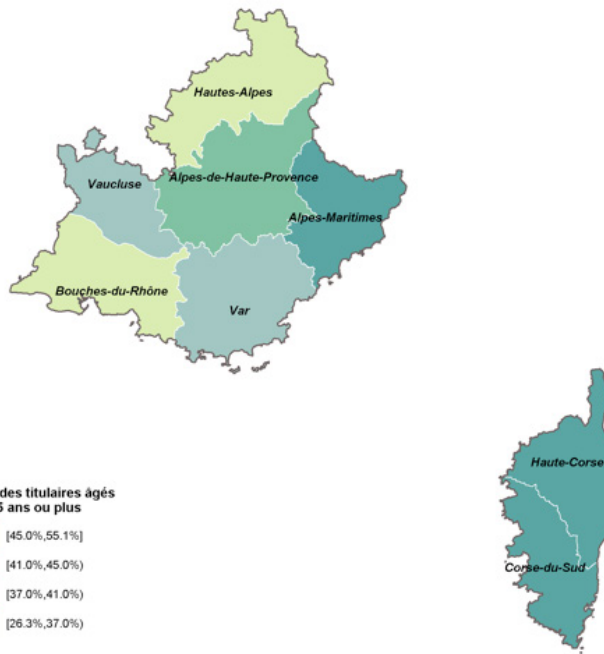 Hautes-Alpes
Alpes-de-Haute-Provence
Vaucluse
Alpes-Maritimes
Bouches-du-Rhône
Var
Haute-Corse
Corse-du-Sud
des titulaires âgés
ans ou plus
[45.0%,55.1%]
[41.0%,45.0%)
[37.0%,41.0%)
[26.3%,37.0%)